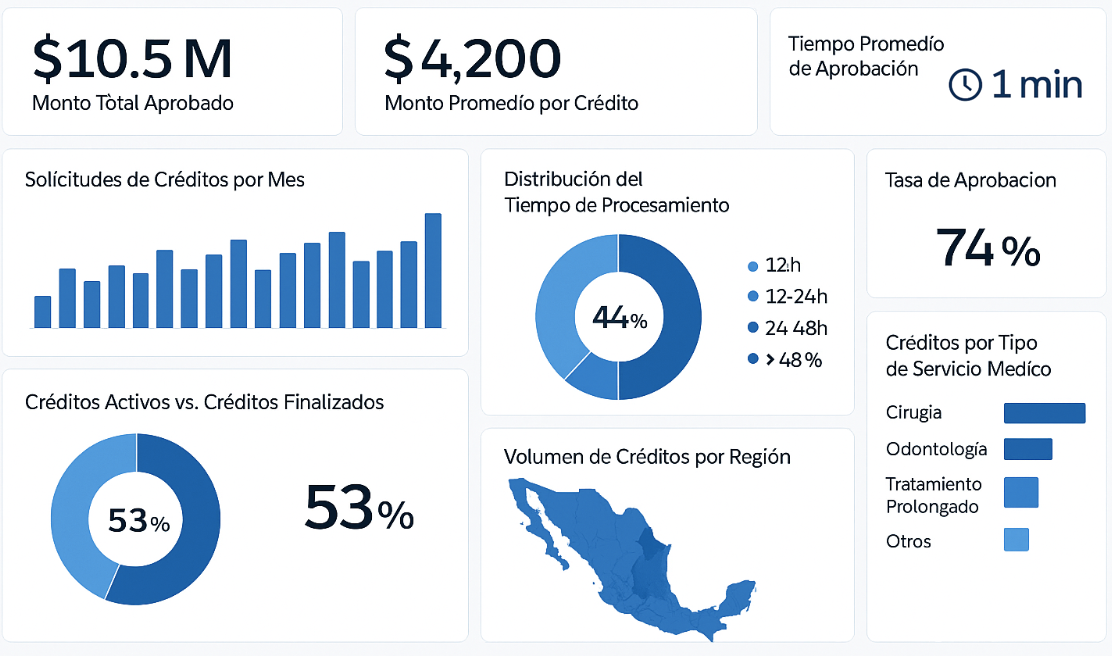 $10.5 M
Monto Tòtal Aprobado
$4,200
Monto Promedío por Crédito
Tiempo Promedío
de Aprobación
1 min
Solícitudes de Créditos por Mes
Distribución del
Tiempo de Procesamiento
44%
12h
12-24h
24 48h
> 48 %
Tasa de Aprobacion
74%
Créditos Activos vs. Créditos Finalizados
53%
53%
Volumen de Créditos por Región
Créditos por Tipo
de Servicio Medíco
Cirugia
Odontología
Tratamiento
Prolongado
Otros